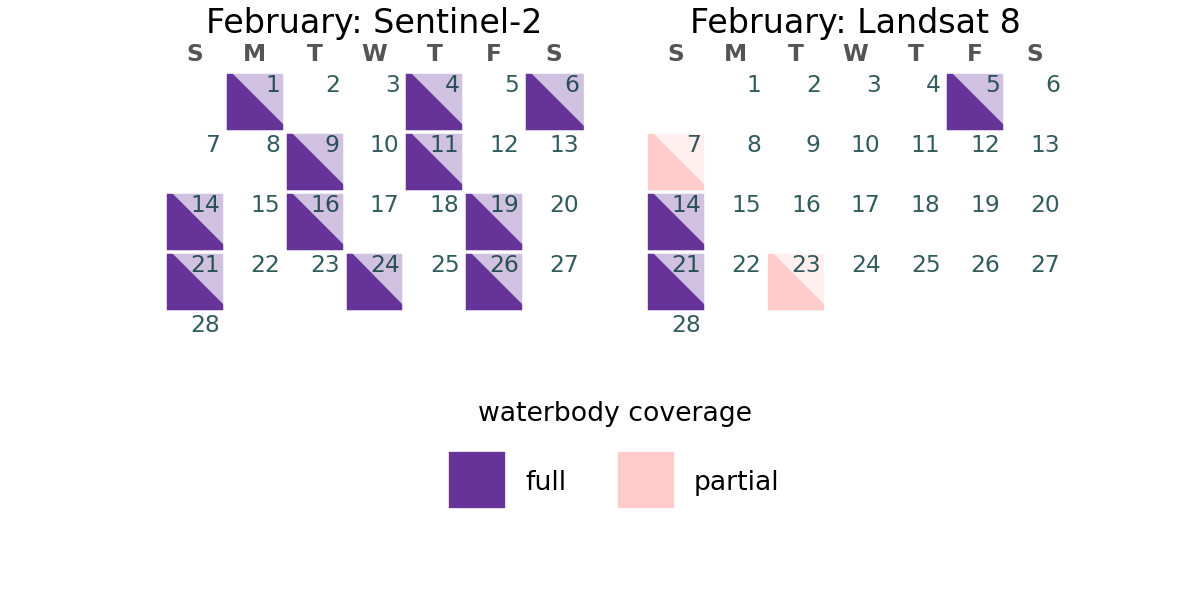 February: Sentinel-2
S M T W T F S
1 2 3 4 5 6
7 8 9 10 11 12 13
14 15 16 17 18 19 20
21 22 23 24 25 26 27
28
February: Landsat 8
S M T W T F S
1 2 3 4 5 6
7 8 9 10 11 12 13
14 15 16 17 18 19 20
21 22 23 24 25 26 27
28
waterbody coverage
full partial